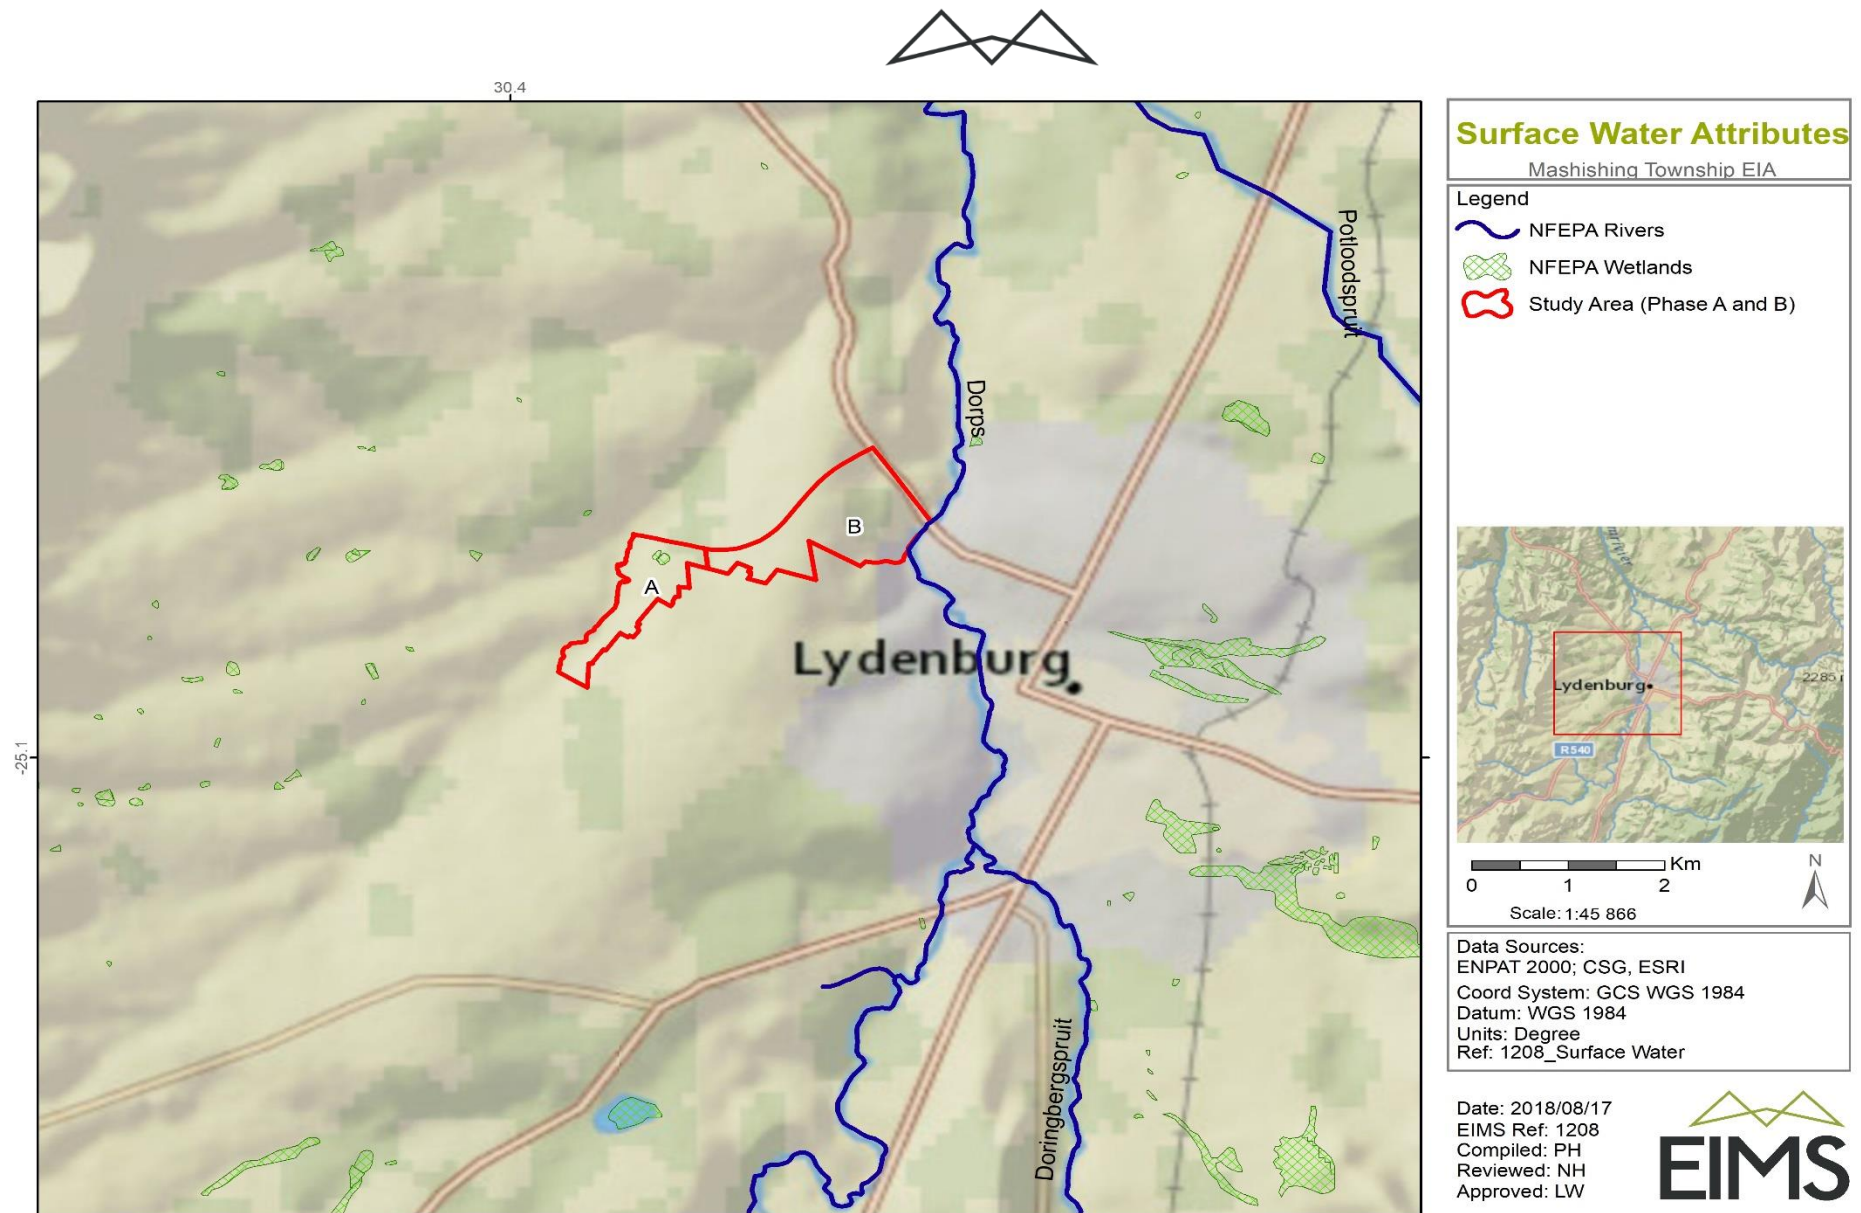 30.4
-25.1
Potloodspruit
Dorps
B
A
Lydenburg
Doringbergspruit
Surface Water Attributes
Mashishing Township EIA
Legend
NFEPA Rivers
NFEPA Wetlands
Study Area (Phase A and B)
2285
Lydenburg
R540
Km
0 1 2
N
Scale: 1:45 866
Data Sources:
ENPAT 2000; CSG, ESRI
Coord System: GCS WGS 1984
Datum: WGS 1984
Units: Degree
Ref: 1208_Surface Water
Date: 2018/08/17
EIMS Ref: 1208
Compiled: PH
Reviewed: NH
Approved: LW
EIMS